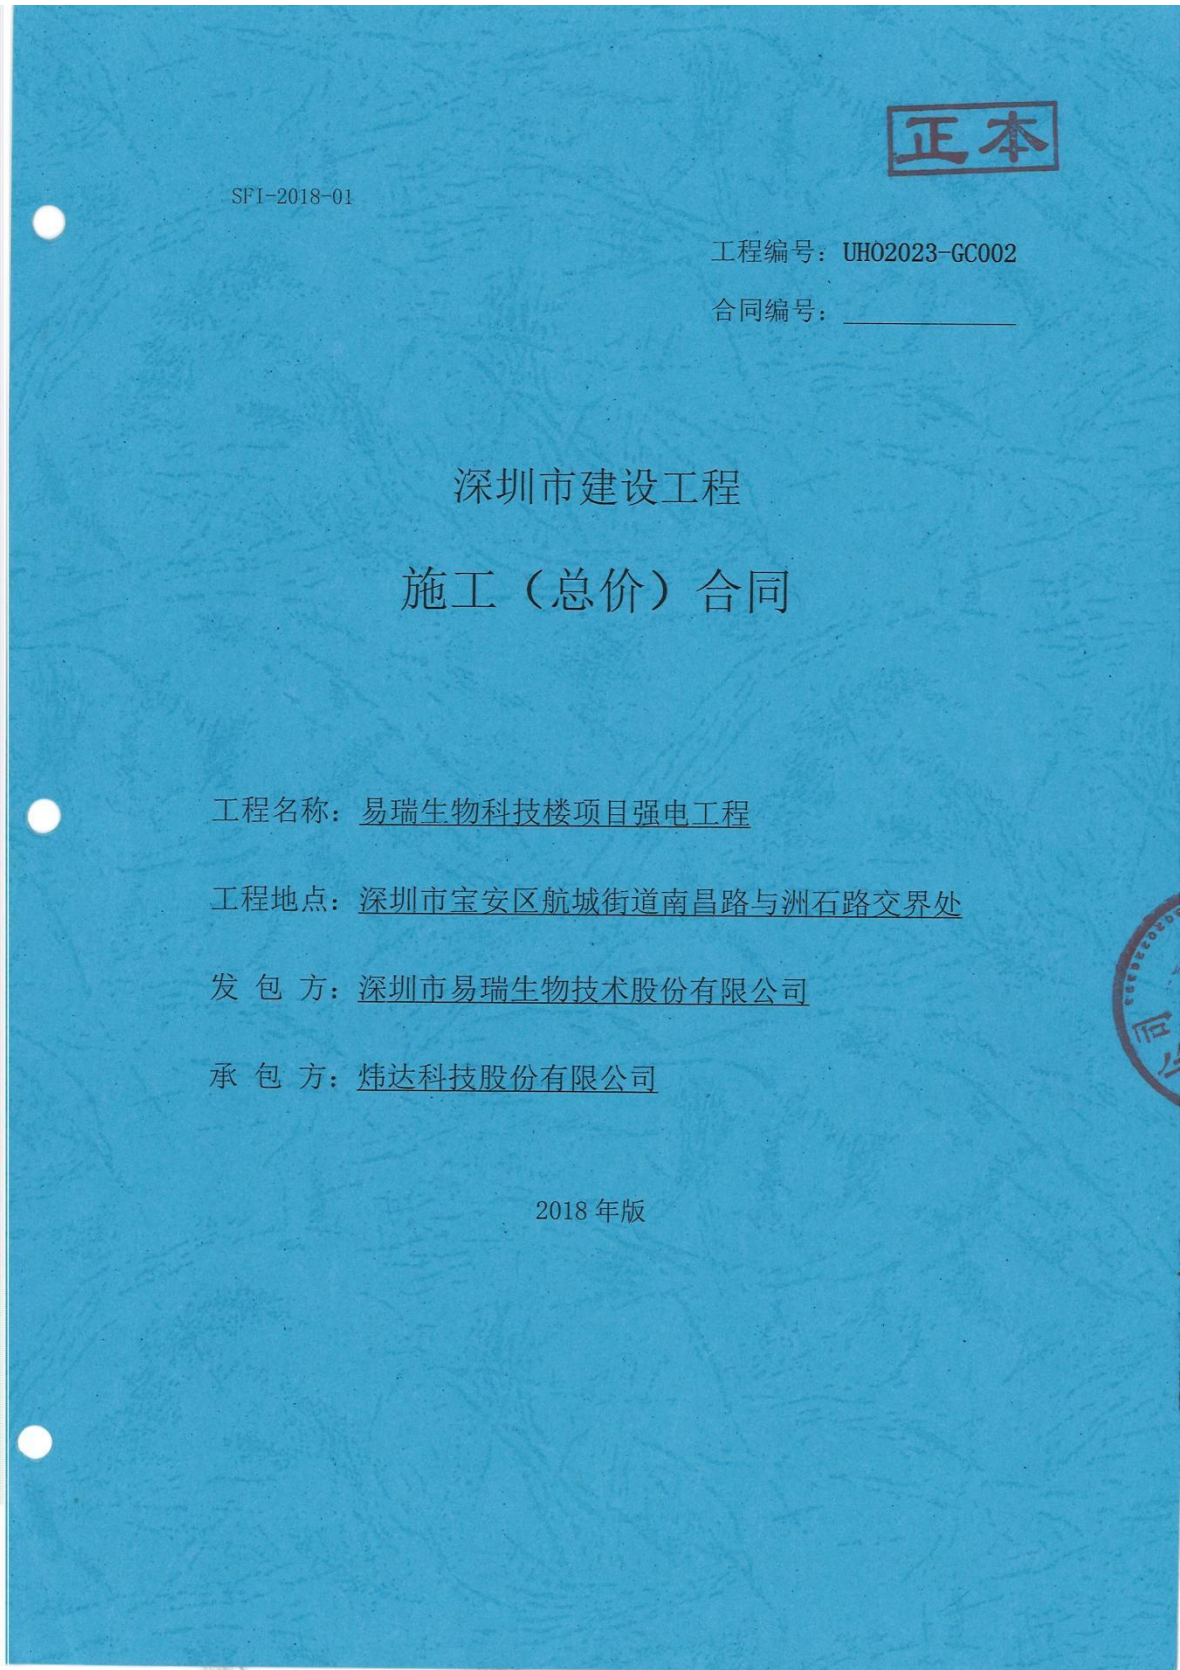 正本
SFI-2018-01
工程编号：UHO2023-GC002
合同编号：
深圳市建设工程
施工（总价）合同
工程名称：易瑞生物科技楼项目强电工程
工程地点：深圳市宝安区航城街道南昌路与洲石路交界处
发 包 方：深圳市易瑞生物技术股份有限公司
承 包 方：炜达科技股份有限公司
2018 年版
司